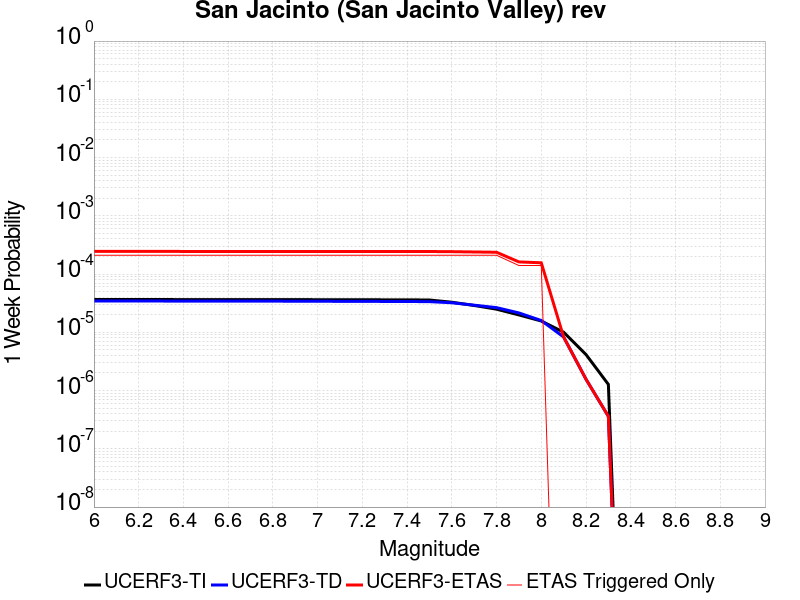 San Jacinto (San Jacinto Valley) rev
10^0
10^-1
10^-2
10^-3
10^-4
10^-5
10^-6
10^-7
10^-8
1 Week Probability
6 6.2 6.4 6.6 6.8 7 7.2 7.4 7.6 7.8 8 8.2 8.4 8.6 8.8 9
Magnitude
UCERF3-TI UCERF3-TD UCERF3-ETAS ETAS Triggered Only